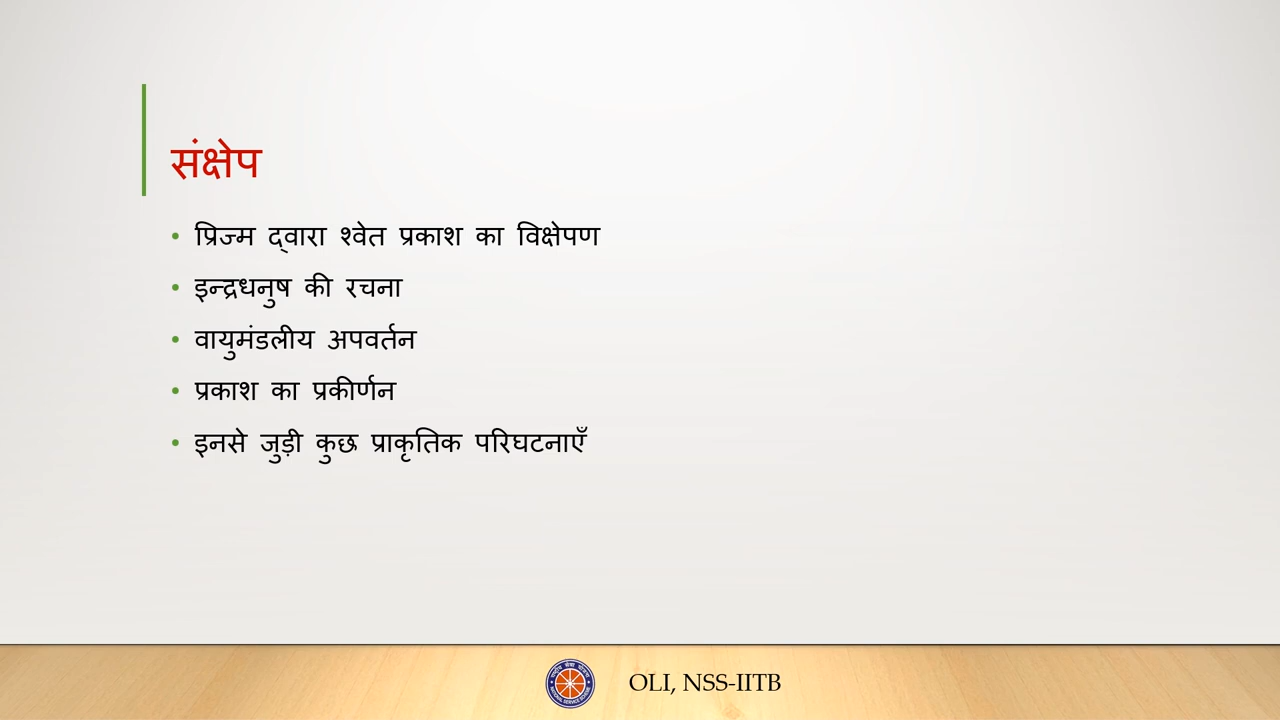 संक्षेप
• प्रिज्म द्वारा श्वेत प्रकाश का विक्षेपण
• इन्द्रधनुष की रचना
• वायुमंडलीय अपवर्तन
• प्रकाश का प्रकीर्णन
• इनसे जुड़ी कुछ प्राकृतिक परिघटनाएँ
OLI, NSS-IITB